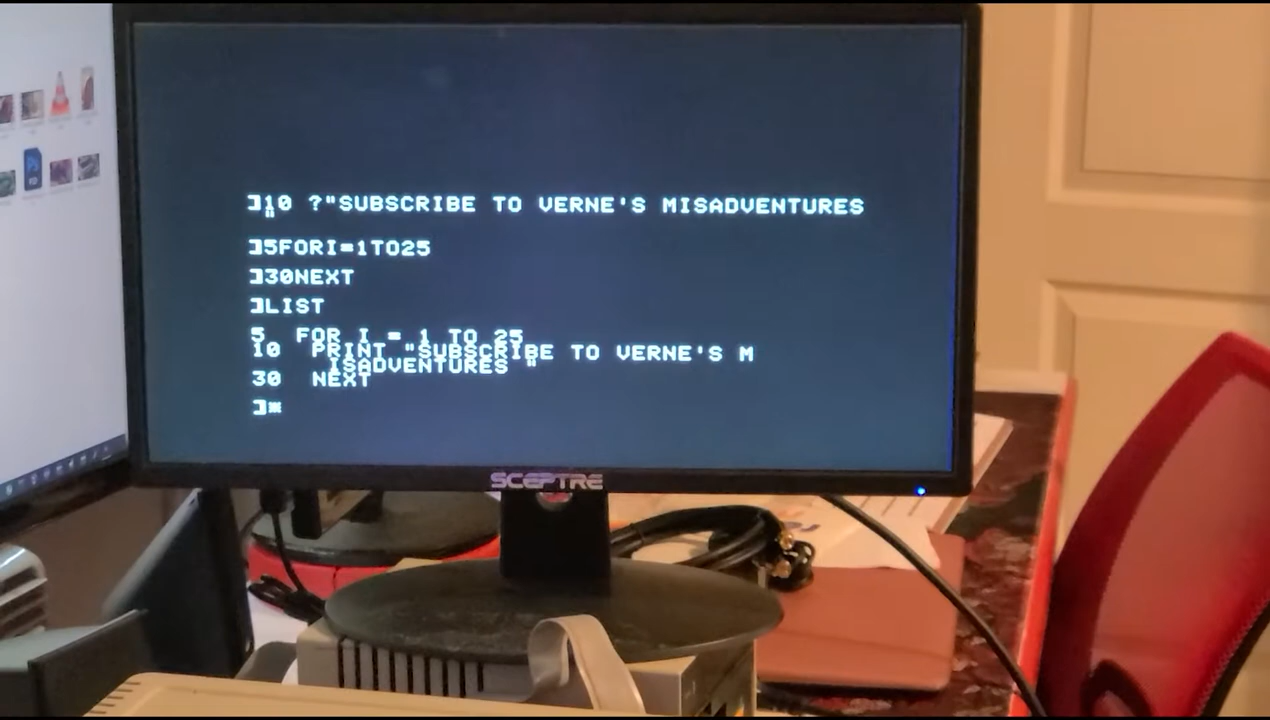 ]10 ?"SUBSCRIBE TO VERNE'S MISADVENTURES
"
]5FORI=1TO25
]30NEXT
]LIST
5 FOR I = 1 TO 25
10 PRINT "SUBSCRIBE TO VERNE'S M
ISADVENTURES "
30 NEXT
]
SCEPTRE
Ps